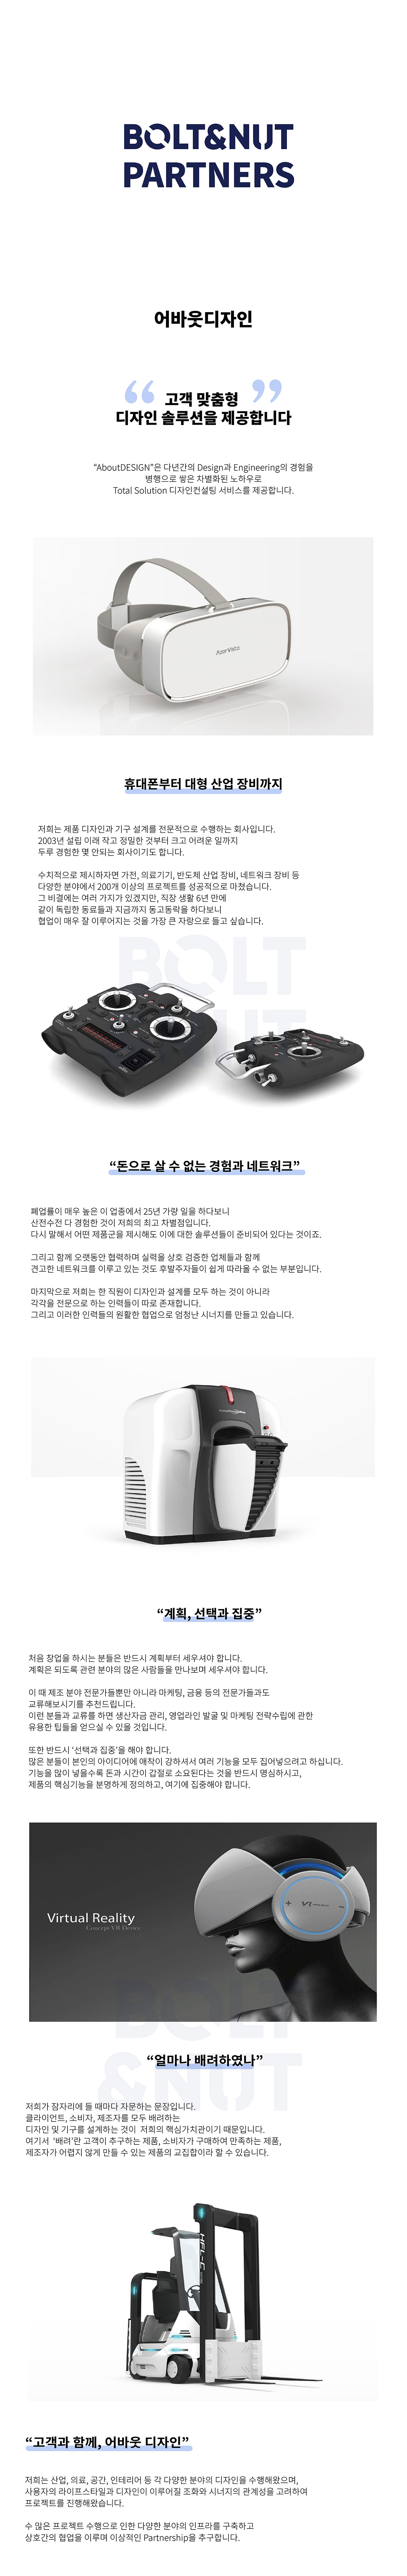 BOLT&NUT
PARTNERS
어바웃디자인
“ 고객 맞춤형 ”
디자인 솔루션을 제공합니다
“AboutDESIGN”은 다년간의 Design과 Engineering의 경험을
병행으로 쌓은 차별화된 노하우로
Total Solution 디자인컨설팅 서비스를 제공합니다.
AzorVista
휴대폰부터 대형 산업 장비까지
저희는 제품 디자인과 기구 설계를 전문적으로 수행하는 회사입니다.
2003년 설립 이래 작고 정밀한 것부터 크고 어려운 일까지
두루 경험한 몇 안되는 회사이기도 합니다.
수치적으로 제시하자면 가전, 의료기기, 반도체 산업 장비, 네트워크 장비 등
다양한 분야에서 200개 이상의 프로젝트를 성공적으로 마쳤습니다.
그 비결에는 여러 가지가 있겠지만, 직장 생활 6년 만에
같이 독립한 동료들과 지금까지 동고동락을 하다보니
협업이 매우 잘 이루어지는 것을 가장 큰 자랑으로 들고 싶습니다.
BOLT
“돈으로 살 수 없는 경험과 네트워크”
폐업률이 매우 높은 이 업종에서 25년 가량 일을 하다보니
산전수전 다 경험한 것이 저희의 최고 차별점입니다.
다시 말해서 어떤 제품군을 제시해도 이에 대한 솔루션들이 준비되어 있다는 것이죠.
그리고 함께 오랫동안 협력하며 실력을 상호 검증한 업체들과 함께
견고한 네트워크를 이루고 있는 것도 후발주자들이 쉽게 따라올 수 없는 부분입니다.
마지막으로 저희는 한 직원이 디자인과 설계를 모두 하는 것이 아니라
각각을 전문으로 하는 인력들이 따로 존재합니다.
그리고 이러한 인력들의 원활한 협업으로 엄청난 시너지를 만들고 있습니다.
“계획, 선택과 집중”
처음 창업을 하시는 분들은 반드시 계획부터 세우셔야 합니다.
계획은 되도록 관련 분야의 많은 사람들을 만나보며 세우셔야 합니다.
이 때 제조 분야 전문가들뿐만 아니라 마케팅, 금융 등의 전문가들과도
교류해보시기를 추천드립니다.
이런 분들과 교류를 하면 생산자금 관리, 영업라인 발굴 및 마케팅 전략수립에 관한
유용한 팁들을 얻으실 수 있을 것입니다.
또한 반드시 ‘선택과 집중’을 해야 합니다.
많은 분들이 본인의 아이디어에 애착이 강하셔서 여러 기능을 모두 집어넣으려고 하십니다.
기능을 많이 넣을수록 돈과 시간이 갑절로 소요된다는 것을 반드시 명심하시고,
제품의 핵심기능을 분명하게 정의하고, 여기에 집중해야 합니다.
Virtual Reality
Concept VR Device
VR
BOLT
&NUT
“얼마나 배려하였나”
저희가 잠자리에 들 때마다 자문하는 문장입니다.
클라이언트, 소비자, 제조자를 모두 배려하는
디자인 및 기구를 설계하는 것이 저희의 핵심가치관이기 때문입니다.
여기서 ‘배려’란 고객이 추구하는 제품, 소비자가 구매하여 만족하는 제품,
제조자가 어렵지 않게 만들 수 있는 제품의 교집합이라 할 수 있습니다.
“고객과 함께, 어바웃 디자인”
저희는 산업, 의료, 공간, 인테리어 등 각 다양한 분야의 디자인을 수행해왔으며,
사용자의 라이프스타일과 디자인이 이루어질 조화와 시너지의 관계성을 고려하여
프로젝트를 진행해왔습니다.
수 많은 프로젝트 수행으로 인한 다양한 분야의 인프라를 구축하고
상호간의 협업을 이루며 이상적인 Partnership을 추구합니다.